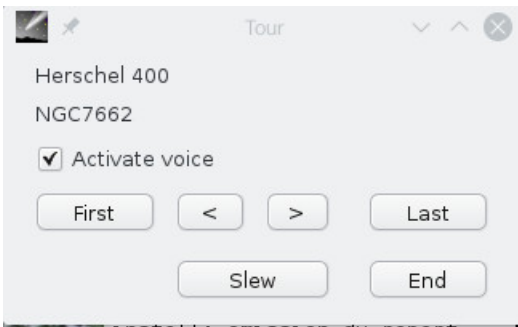 Tour
Herschel 400
NGC7662
Activate voice
First < > Last
Slew End